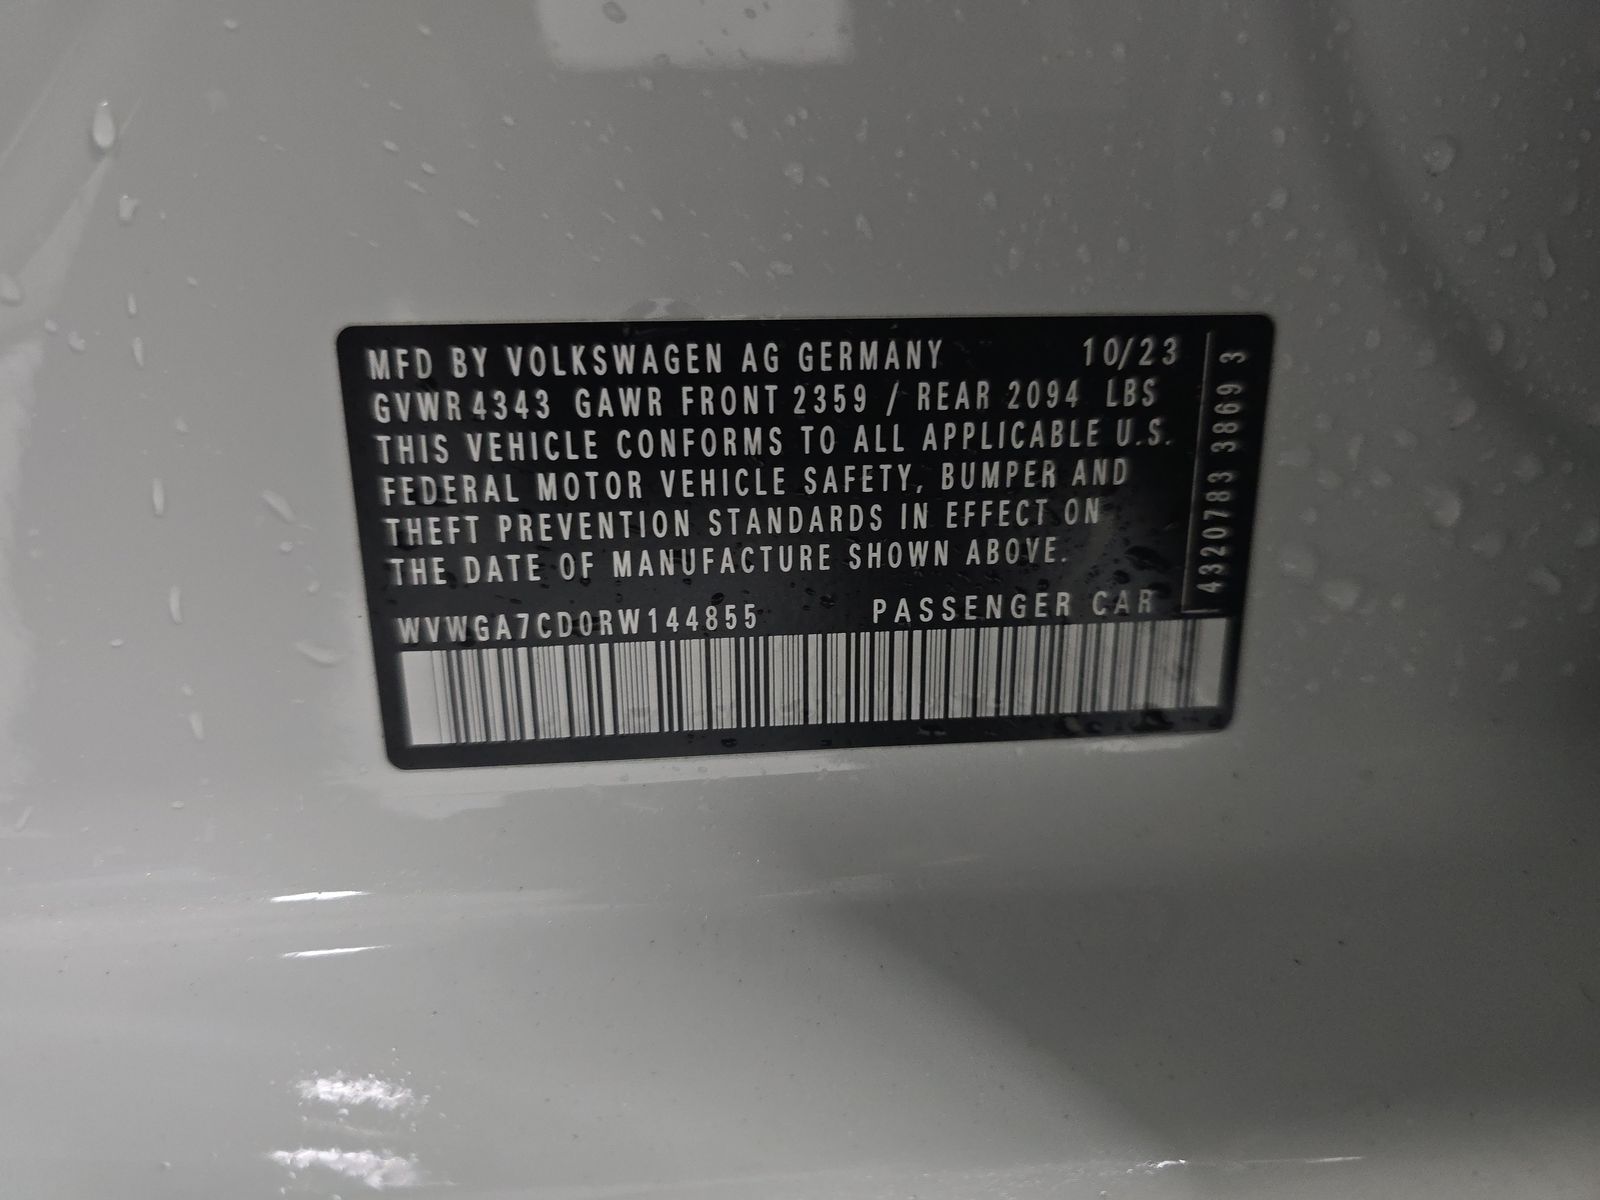 MFD BY VOLKSWAGEN AG GERMANY 10/23
GVWR 4343 GAWR FRONT 2359 / REAR 2094 LBS
THIS VEHICLE CONFORMS TO ALL APPLICABLE U.S.
FEDERAL MOTOR VEHICLE SAFETY, BUMPER AND
THEFT PREVENTION STANDARDS IN EFFECT ON
THE DATE OF MANUFACTURE SHOWN ABOVE.
WVWGA7CD0RW144855 PASSENGER CAR
4320783 3869 3